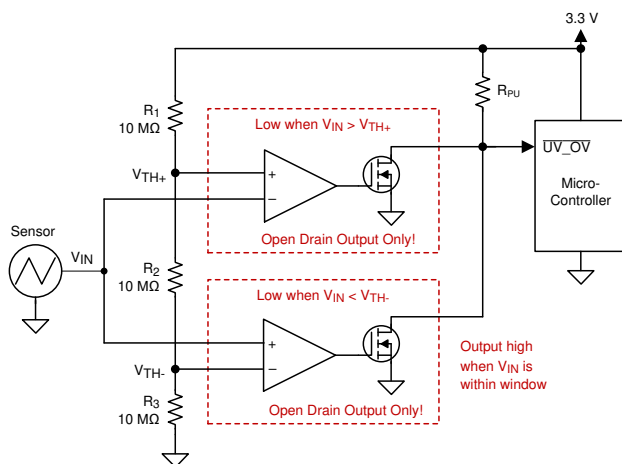 3.3 V
R1
10 MΩ
RPU
Low when VIN > VTH+
UV_OV
Micro-
Controller
VTH+
+
−
Open Drain Output Only!
Sensor
VIN
R2
10 MΩ
Low when VIN < VTH-
+
−
Output high
when VIN is
within window
VTH-
R3
10 MΩ
Open Drain Output Only!